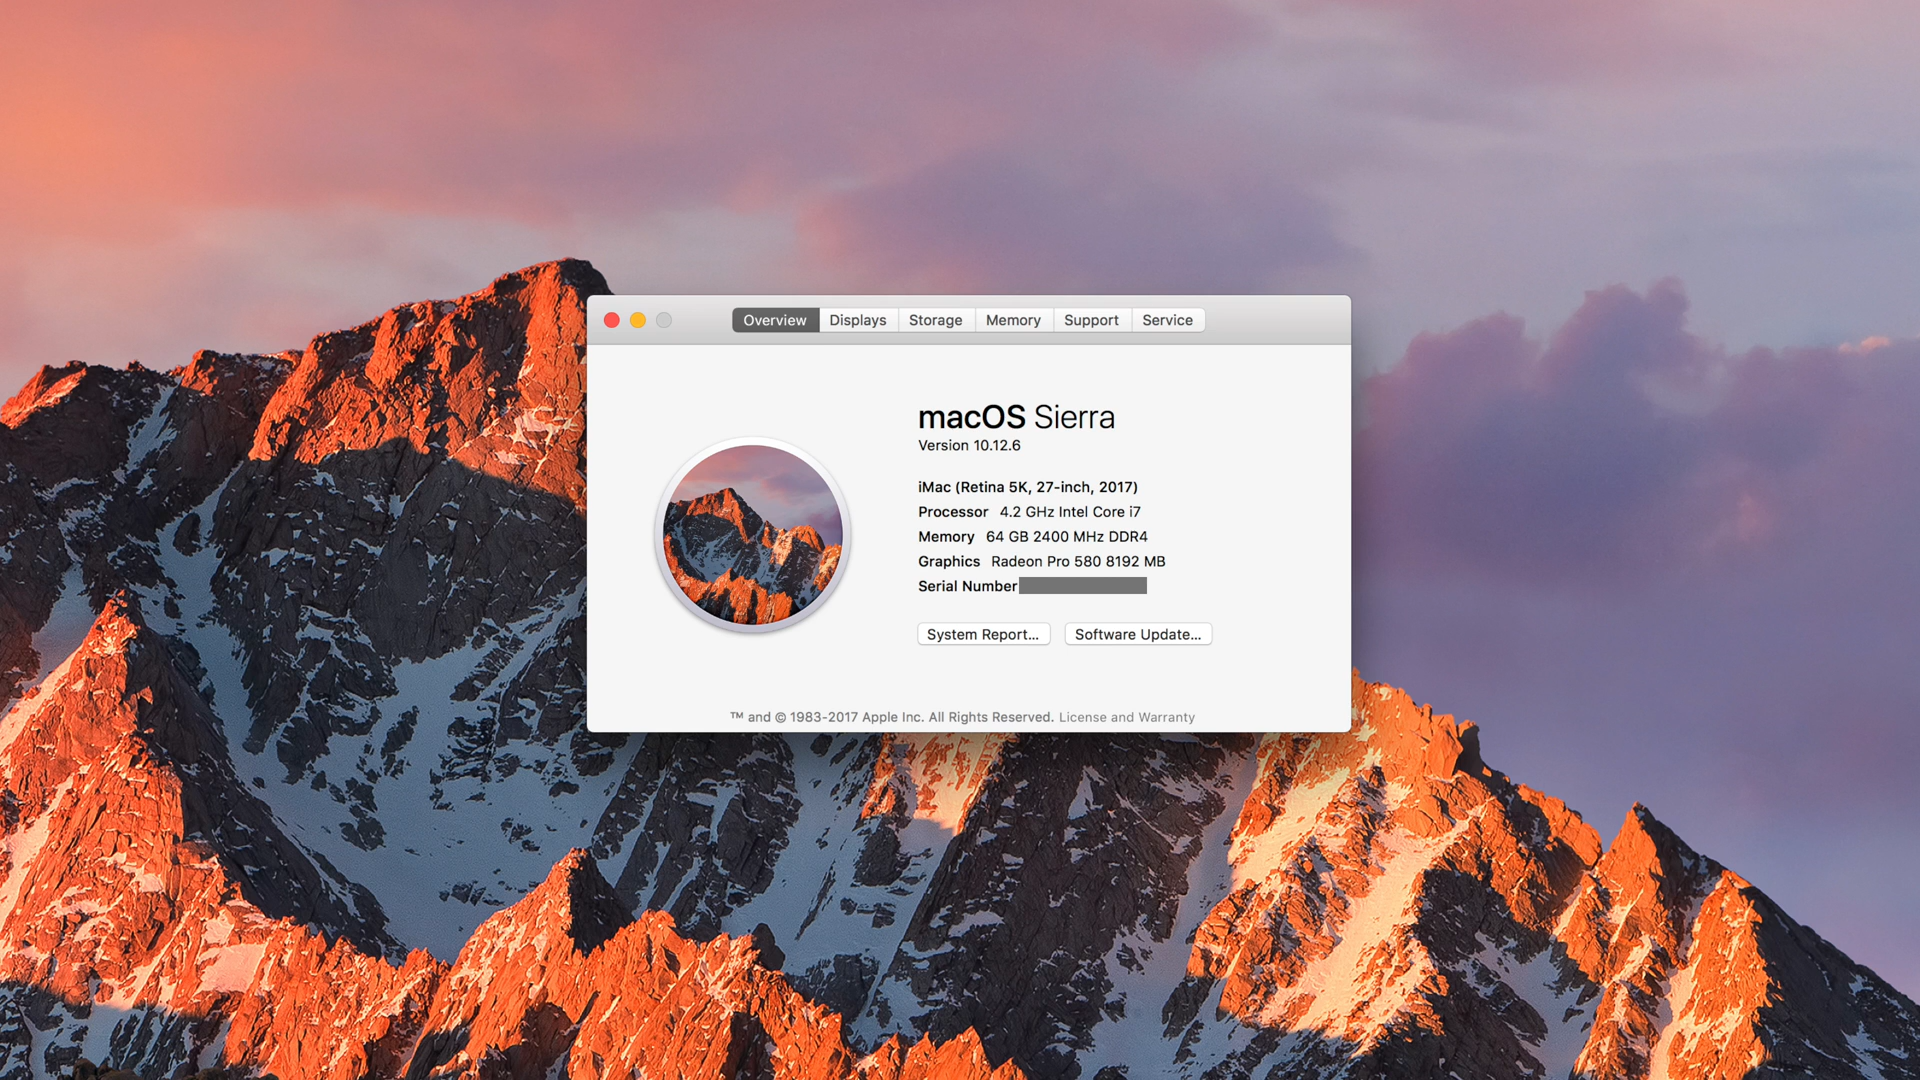 Overview Displays Storage Memory Support Service
macOS Sierra
Version 10.12.6
iMac (Retina 5K, 27-inch, 2017)
Processor 4.2 GHz Intel Core i7
Memory 64 GB 2400 MHz DDR4
Graphics Radeon Pro 580 8192 MB
Serial Number
System Report... Software Update...
™ and © 1983-2017 Apple Inc. All Rights Reserved. License and Warranty